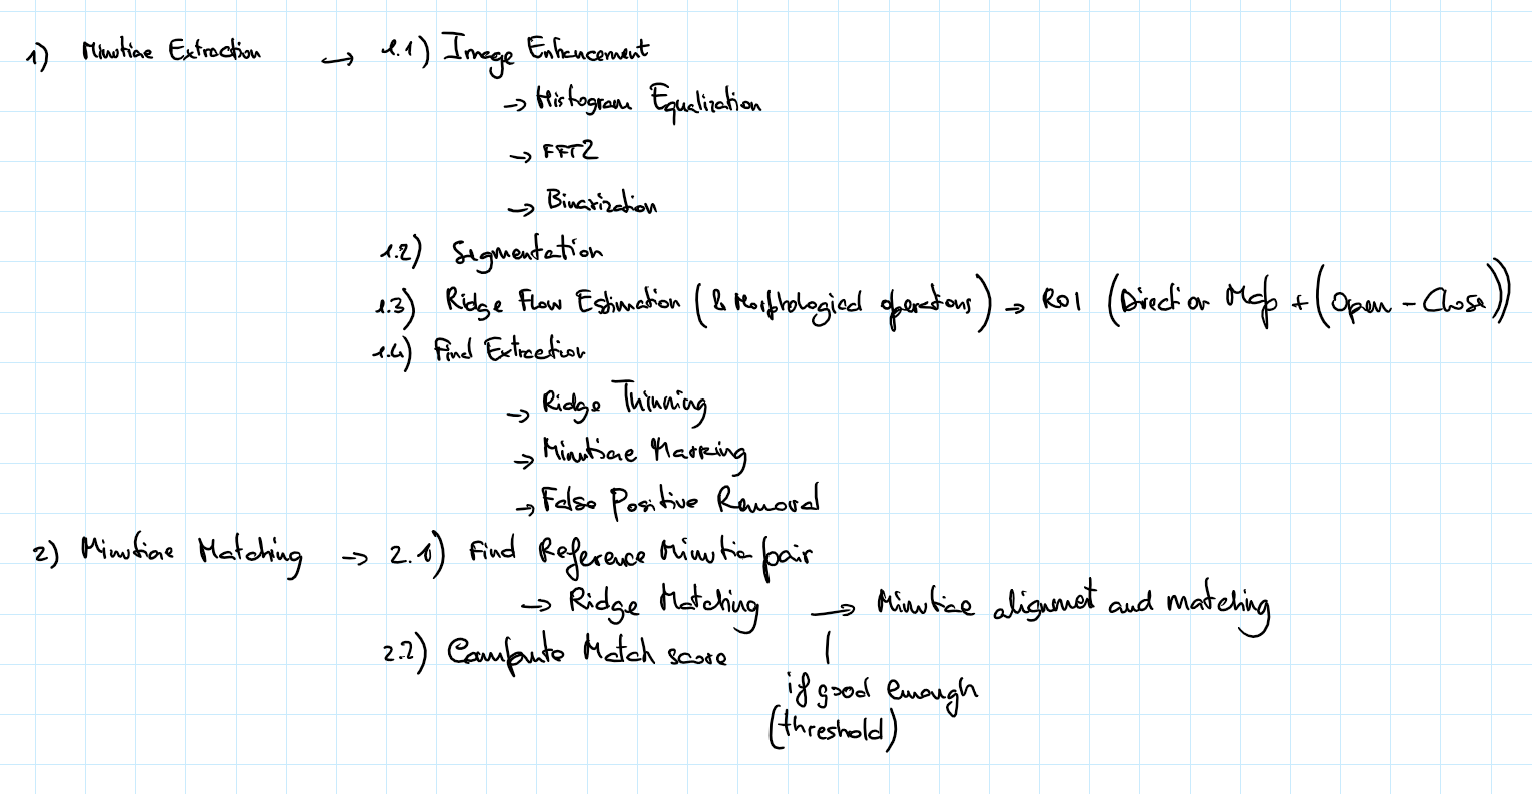 1) Minutiae Extraction → 1.1) Image Enhancement
→ Histogram Equalization
→ FFT2
→ Binarization
1.2) Segmentation
1.3) Ridge Flow Estimation (& Morphological operations) → ROI (Direction Map + (Open - Close))
1.4) Find Extraction
→ Ridge Thinning
→ Minutiae Marking
→ False Positive Removal
2) Minutiae Matching → 2.1) Find Reference Minutia pair
→ Ridge Matching → Minutiae alignmet and matching
2.2) Compute Match score
if good enough
(threshold)